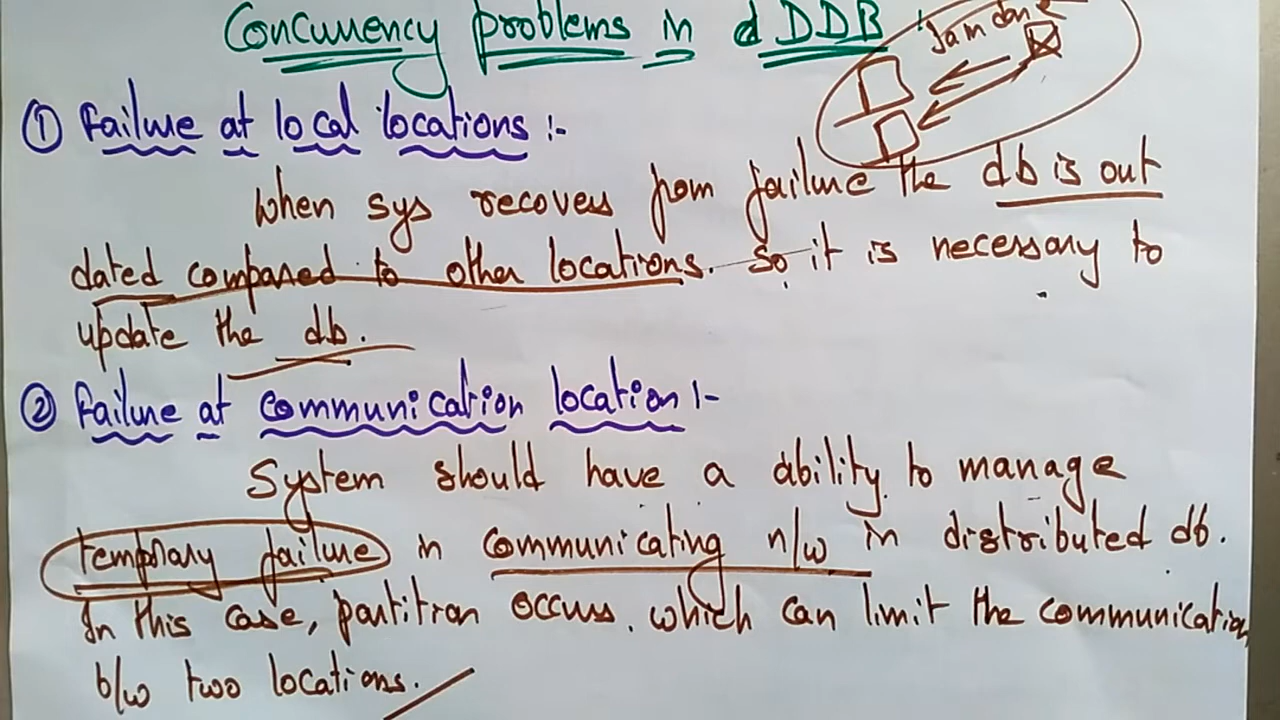 Concurrency problems in d DDB
① Failure at local locations :-
When sys recovers from failure the db is out
dated compared to other locations. So it is necessary to
update the db.
② Failure at communication location :-
System should have a ability to manage
temprary failure in communicating n/w in distributed db.
In this case, partition occurs. which can limit the communication
b/w two locations.